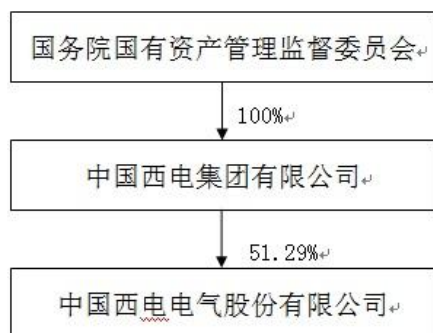 国务院国有资产管理监督委员会
100%
中国西电集团有限公司
51.29%
中国西电电气股份有限公司